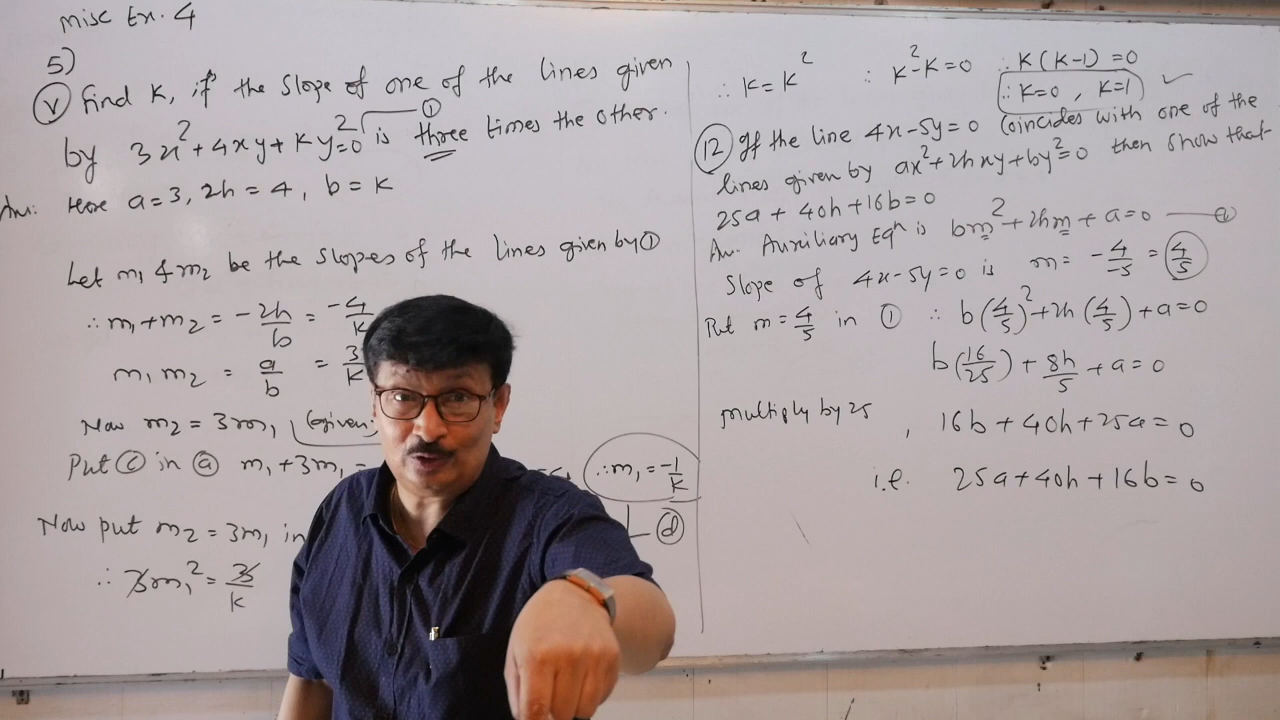 Misc Ex. 4
5)
(v) Find K, if the slope of one of the lines given
by 3x²+4xy+Ky²=0 ① is three times the other.
Ans: Here a=3, 2h=4, b=K
Let m₁ & m₂ be the slopes of the lines given by ①
∴ m₁+m₂ = -2h/b = -4/K
m₁m₂ = a/b = 3/K
Now m₂ = 3m₁ (given)
Put ⓒ in ⓐ m₁+3m₁ = ∴ m₁ = -1/K
ⓓ
Now put m₂ = 3m₁ in
∴ 3m₁² = 3/K
∴ K=K² ∴ K²-K=0 ∴ K(K-1)=0
∴ K=0, K=1 ✓
(12) If the line 4x-5y=0 coincides with one of the
lines given by ax²+2hxy+by²=0 then show that
25a+40h+16b=0
An. Auxiliary Eqⁿ is bm²+2hm+a=0
Slope of 4x-5y=0 is m= -4/-5 = 4/5
Put m=4/5 in ① ∴ b(4/5)²+2h(4/5)+a=0
b(16/25)+8h/5+a=0
multiply by 25, 16b+40h+25a=0
i.e. 25a+40h+16b=0